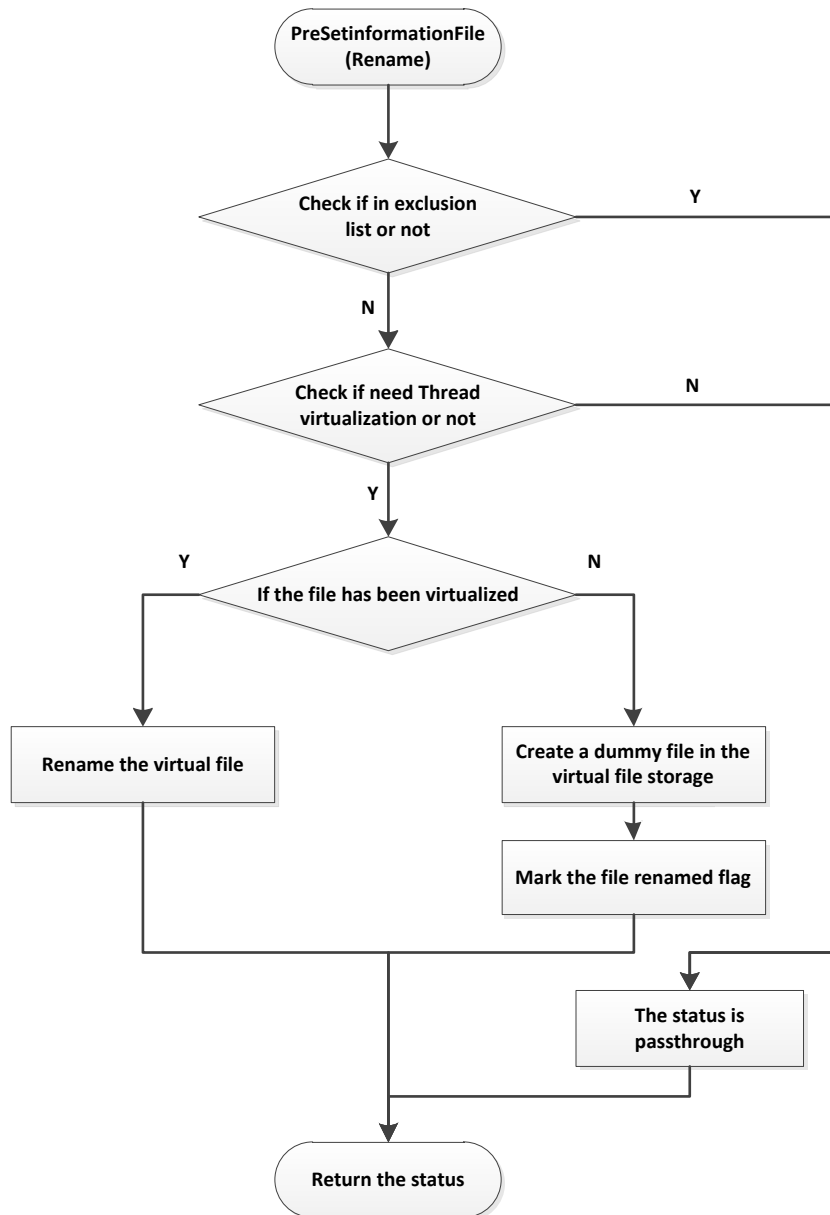 PreSetinformationFile
(Rename)
Check if in exclusion
list or not
Y
N
Check if need Thread
virtualization or not
N
Y
If the file has been virtualized
Y
N
Rename the virtual file
Create a dummy file in the
virtual file storage
Mark the file renamed flag
The status is
passthrough
Return the status